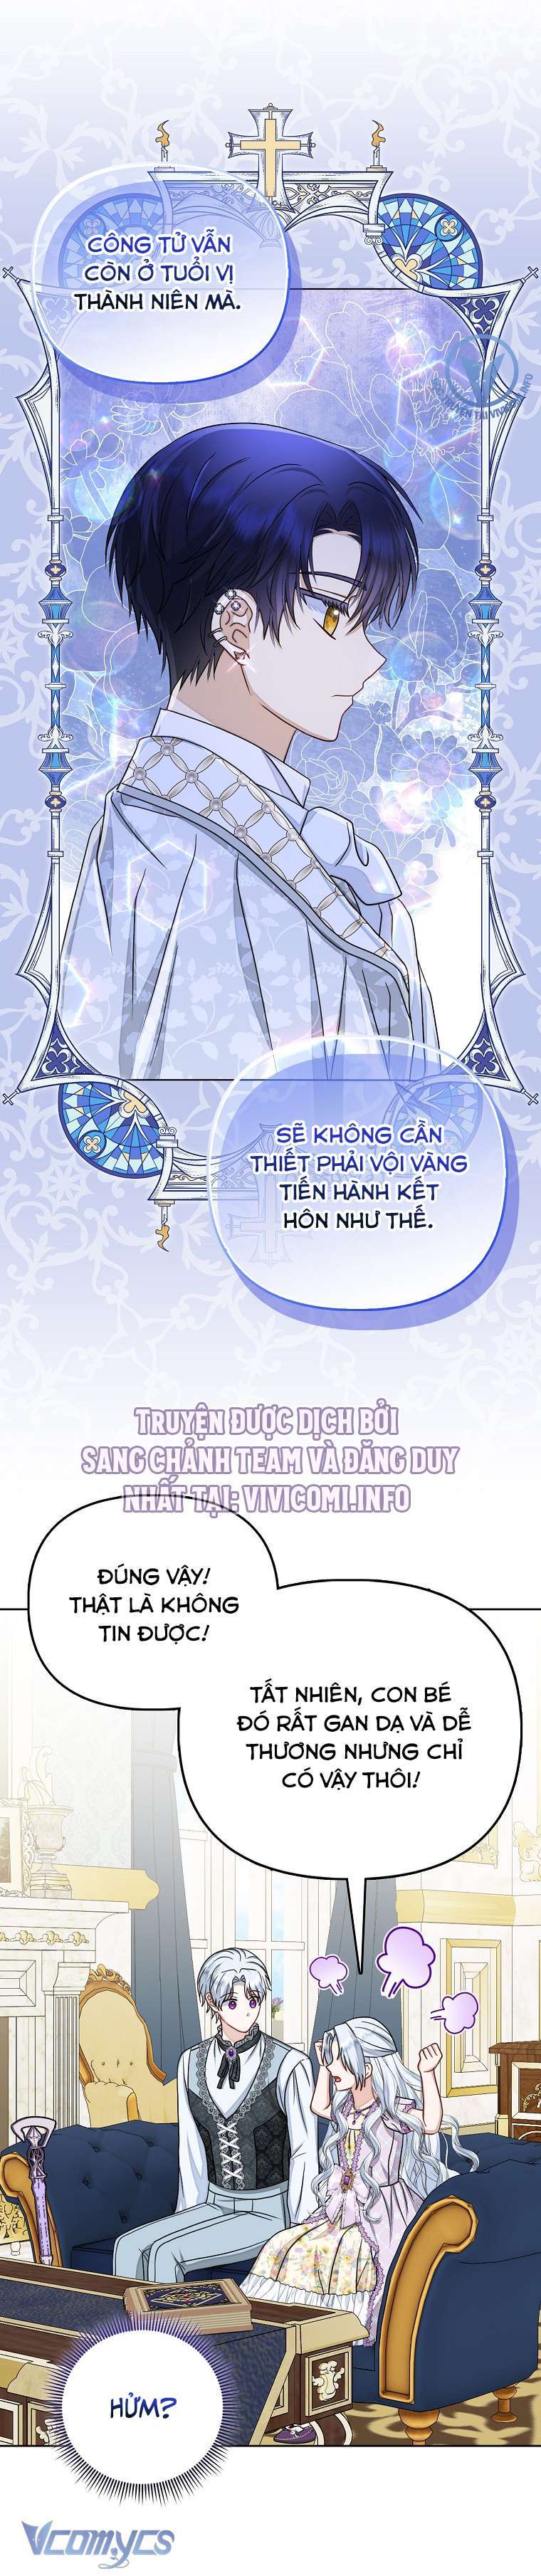 CÔNG TỬ VẪN
CÒN Ở TUỔI VỊ
THÀNH NIÊN MÀ.
SẼ KHÔNG CẦN
THIẾT PHẢI VỘI VÀNG
TIẾN HÀNH KẾT
HÔN NHƯ THẾ.
TRUYỆN ĐƯỢC DỊCH BỞI
SANG CHẢNH TEAM VÀ ĐĂNG DUY
NHẤT TẠI: VIVICOMI.INFO
ĐÚNG VẬY!
THẬT LÀ KHÔNG
TIN ĐƯỢC!
TẤT NHIÊN, CON BÉ
ĐÓ RẤT GAN DẠ VÀ DỄ
THƯƠNG NHƯNG CHỈ
CÓ VẬY THÔI!
HỬM?
Vcomycs